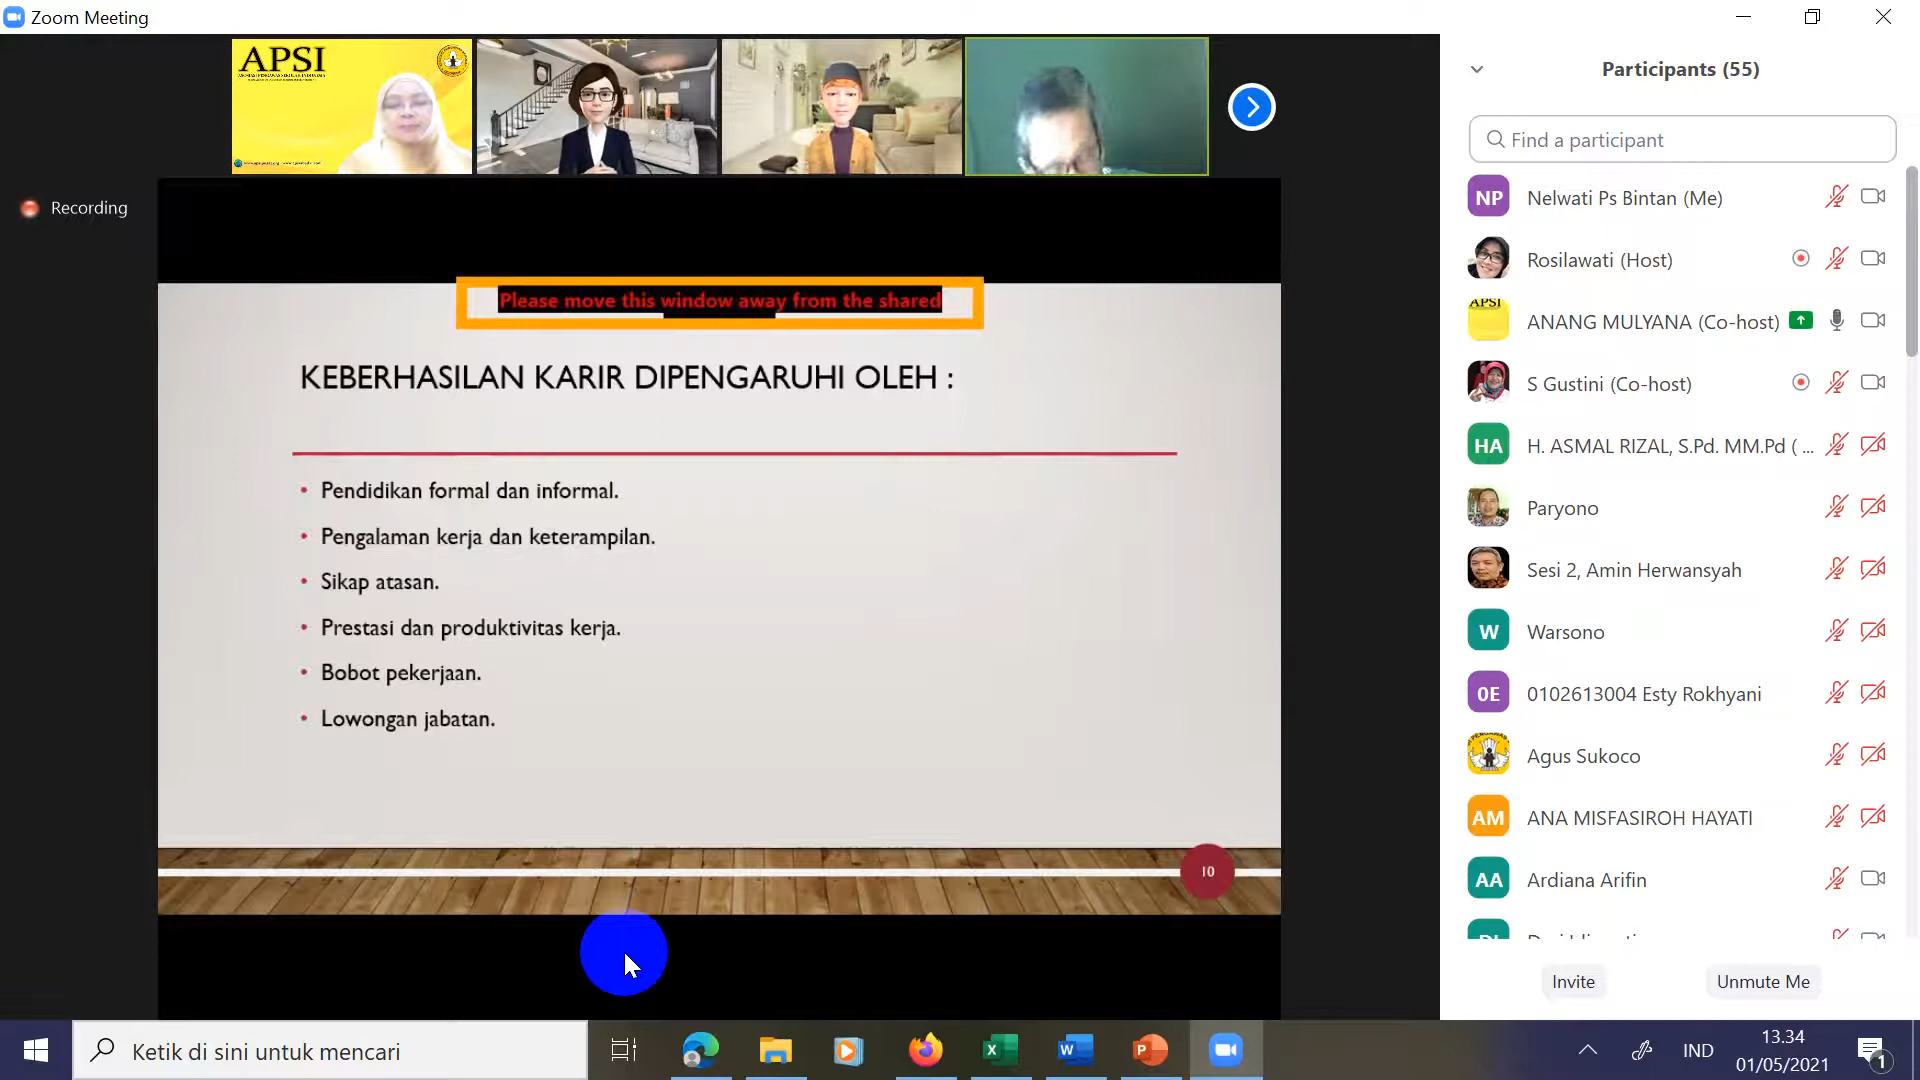 Zoom Meeting
APSI
Recording
Please move this window away from the shared
KEBERHASILAN KARIR DIPENGARUHI OLEH :
• Pendidikan formal dan informal.
• Pengalaman kerja dan keterampilan.
• Sikap atasan.
• Prestasi dan produktivitas kerja.
• Bobot pekerjaan.
• Lowongan jabatan.
10
Participants (55)
Find a participant
NP Nelwati Ps Bintan (Me)
Rosilawati (Host)
APSI ANANG MULYANA (Co-host)
S Gustini (Co-host)
HA H. ASMAL RIZAL, S.Pd. MM.Pd ( ...
Paryono
Sesi 2, Amin Herwansyah
W Warsono
0E 0102613004 Esty Rokhyani
Agus Sukoco
AM ANA MISFASIROH HAYATI
AA Ardiana Arifin
Invite
Unmute Me
Ketik di sini untuk mencari
IND
13.34
01/05/2021
1